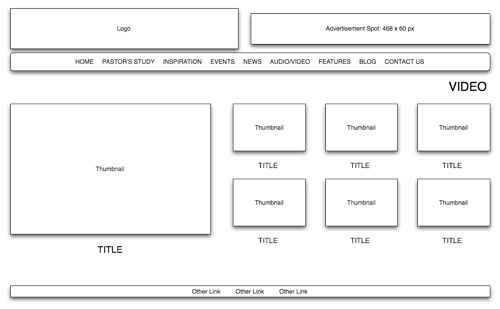 Logo
Advertisement Spot: 468 x 60 px
HOME PASTOR'S STUDY INSPIRATION EVENTS NEWS AUDIO/VIDEO FEATURES BLOG CONTACT US
VIDEO
Thumbnail
TITLE
Thumbnail Thumbnail Thumbnail
TITLE TITLE TITLE
Thumbnail Thumbnail Thumbnail
TITLE TITLE TITLE
Other Link Other Link Other Link